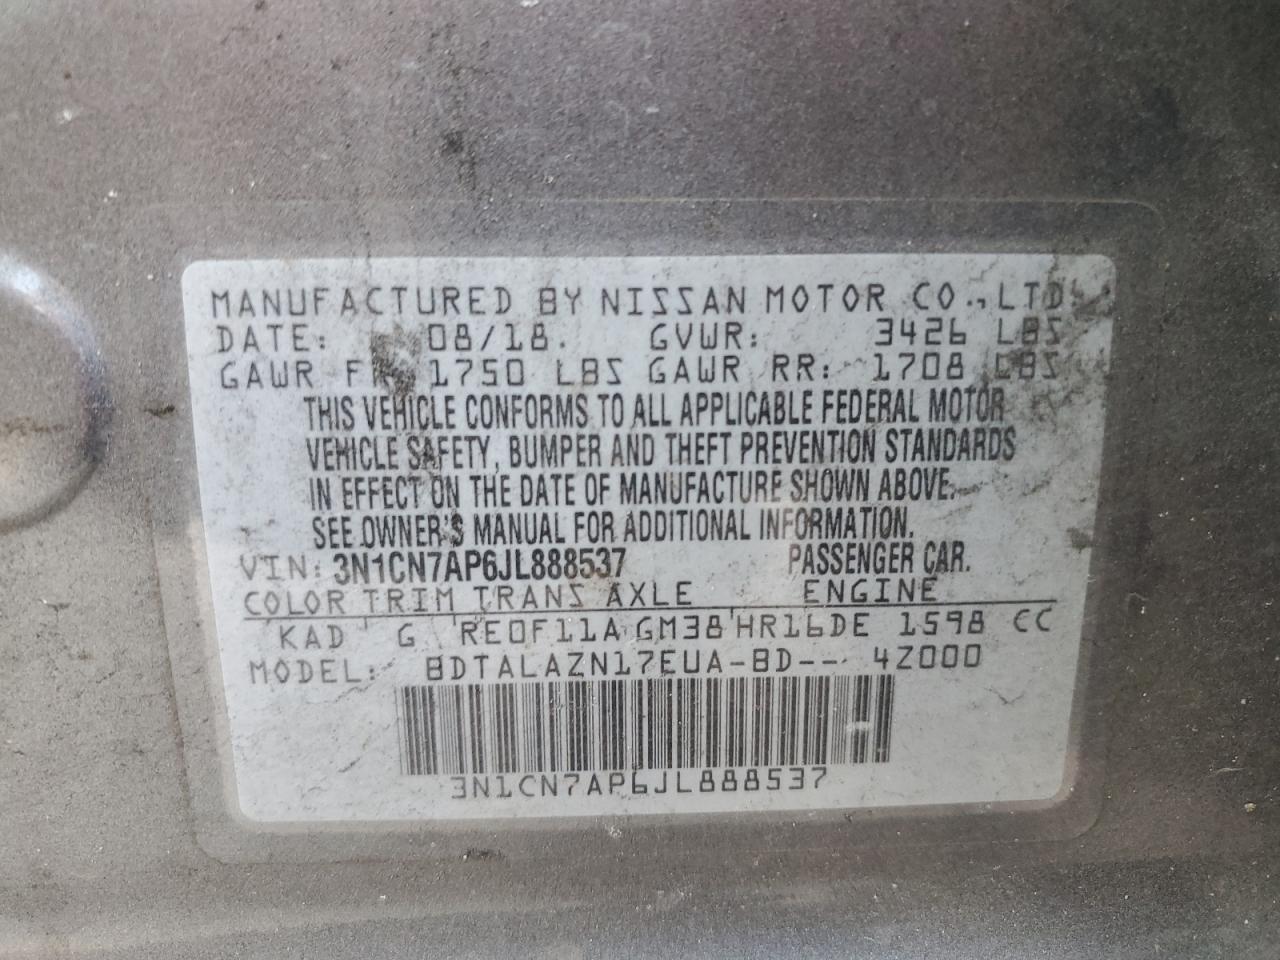 MANUFACTURED BY NISSAN MOTOR CO., LTD.
DATE: 08/18. GVWR: 3426 LBS
GAWR FR: 1750 LBS GAWR RR: 1708 LBS
THIS VEHICLE CONFORMS TO ALL APPLICABLE FEDERAL MOTOR
VEHICLE SAFETY, BUMPER AND THEFT PREVENTION STANDARDS
IN EFFECT ON THE DATE OF MANUFACTURE SHOWN ABOVE.
SEE OWNER'S MANUAL FOR ADDITIONAL INFORMATION.
VIN: 3N1CN7AP6JL888537 PASSENGER CAR.
COLOR TRIM TRANS AXLE ENGINE
KAD G RE0F11A GM38 HR16DE 1598 CC
MODEL: BDTALAZN17EUA-BD-- 4Z000
3N1CN7AP6JL888537